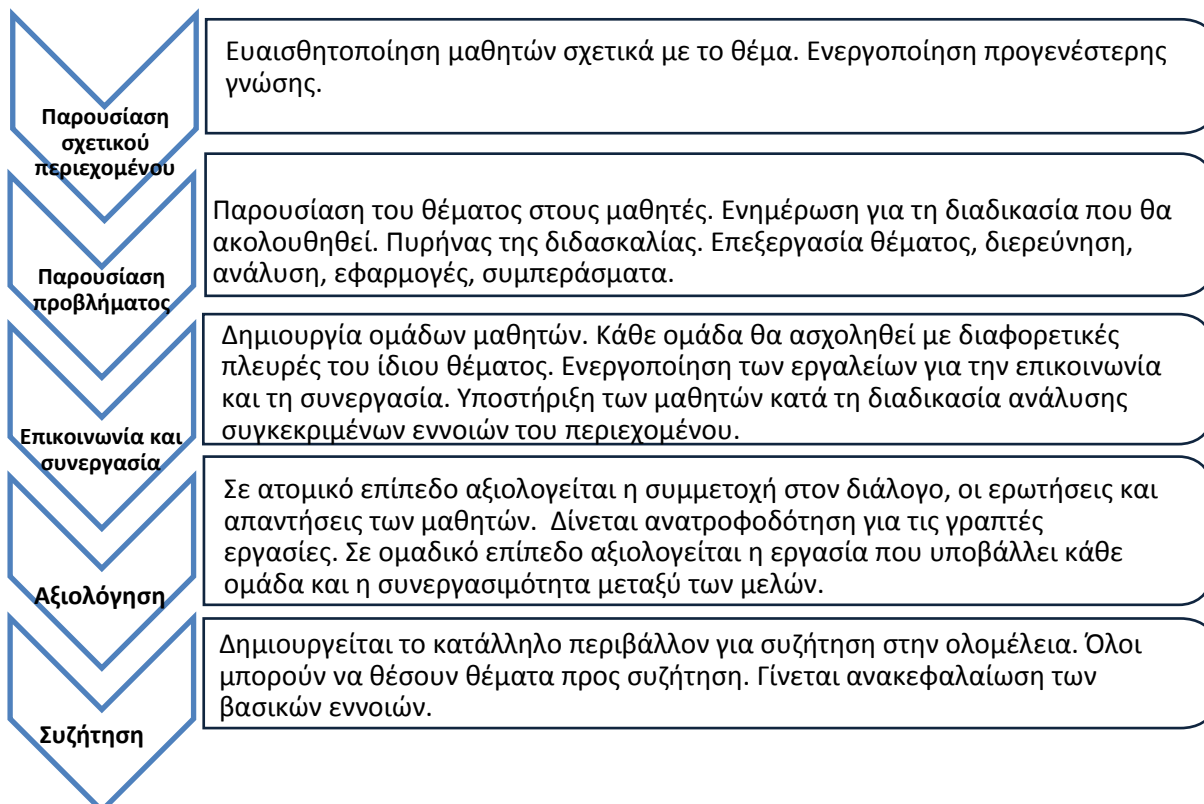 Παρουσίαση
σχετικού
περιεχομένου
Ευαισθητοποίηση μαθητών σχετικά με το θέμα. Ενεργοποίηση προγενέστερης
γνώσης.
Παρουσίαση
προβλήματος
Παρουσίαση του θέματος στους μαθητές. Ενημέρωση για τη διαδικασία που θα
ακολουθηθεί. Πυρήνας της διδασκαλίας. Επεξεργασία θέματος, διερεύνηση,
ανάλυση, εφαρμογές, συμπεράσματα.
Επικοινωνία και
συνεργασία
Δημιουργία ομάδων μαθητών. Κάθε ομάδα θα ασχοληθεί με διαφορετικές
πλευρές του ίδιου θέματος. Ενεργοποίηση των εργαλείων για την επικοινωνία
και τη συνεργασία. Υποστήριξη των μαθητών κατά τη διαδικασία ανάλυσης
συγκεκριμένων εννοιών του περιεχομένου.
Αξιολόγηση
Σε ατομικό επίπεδο αξιολογείται η συμμετοχή στον διάλογο, οι ερωτήσεις και
απαντήσεις των μαθητών.  Δίνεται ανατροφοδότηση για τις γραπτές
εργασίες. Σε ομαδικό επίπεδο αξιολογείται η εργασία που υποβάλλει κάθε
ομάδα και η συνεργασιμότητα μεταξύ των μελών.
Συζήτηση
Δημιουργείται το κατάλληλο περιβάλλον για συζήτηση στην ολομέλεια. Όλοι
μπορούν να θέσουν θέματα προς συζήτηση. Γίνεται ανακεφαλαίωση των
βασικών εννοιών.